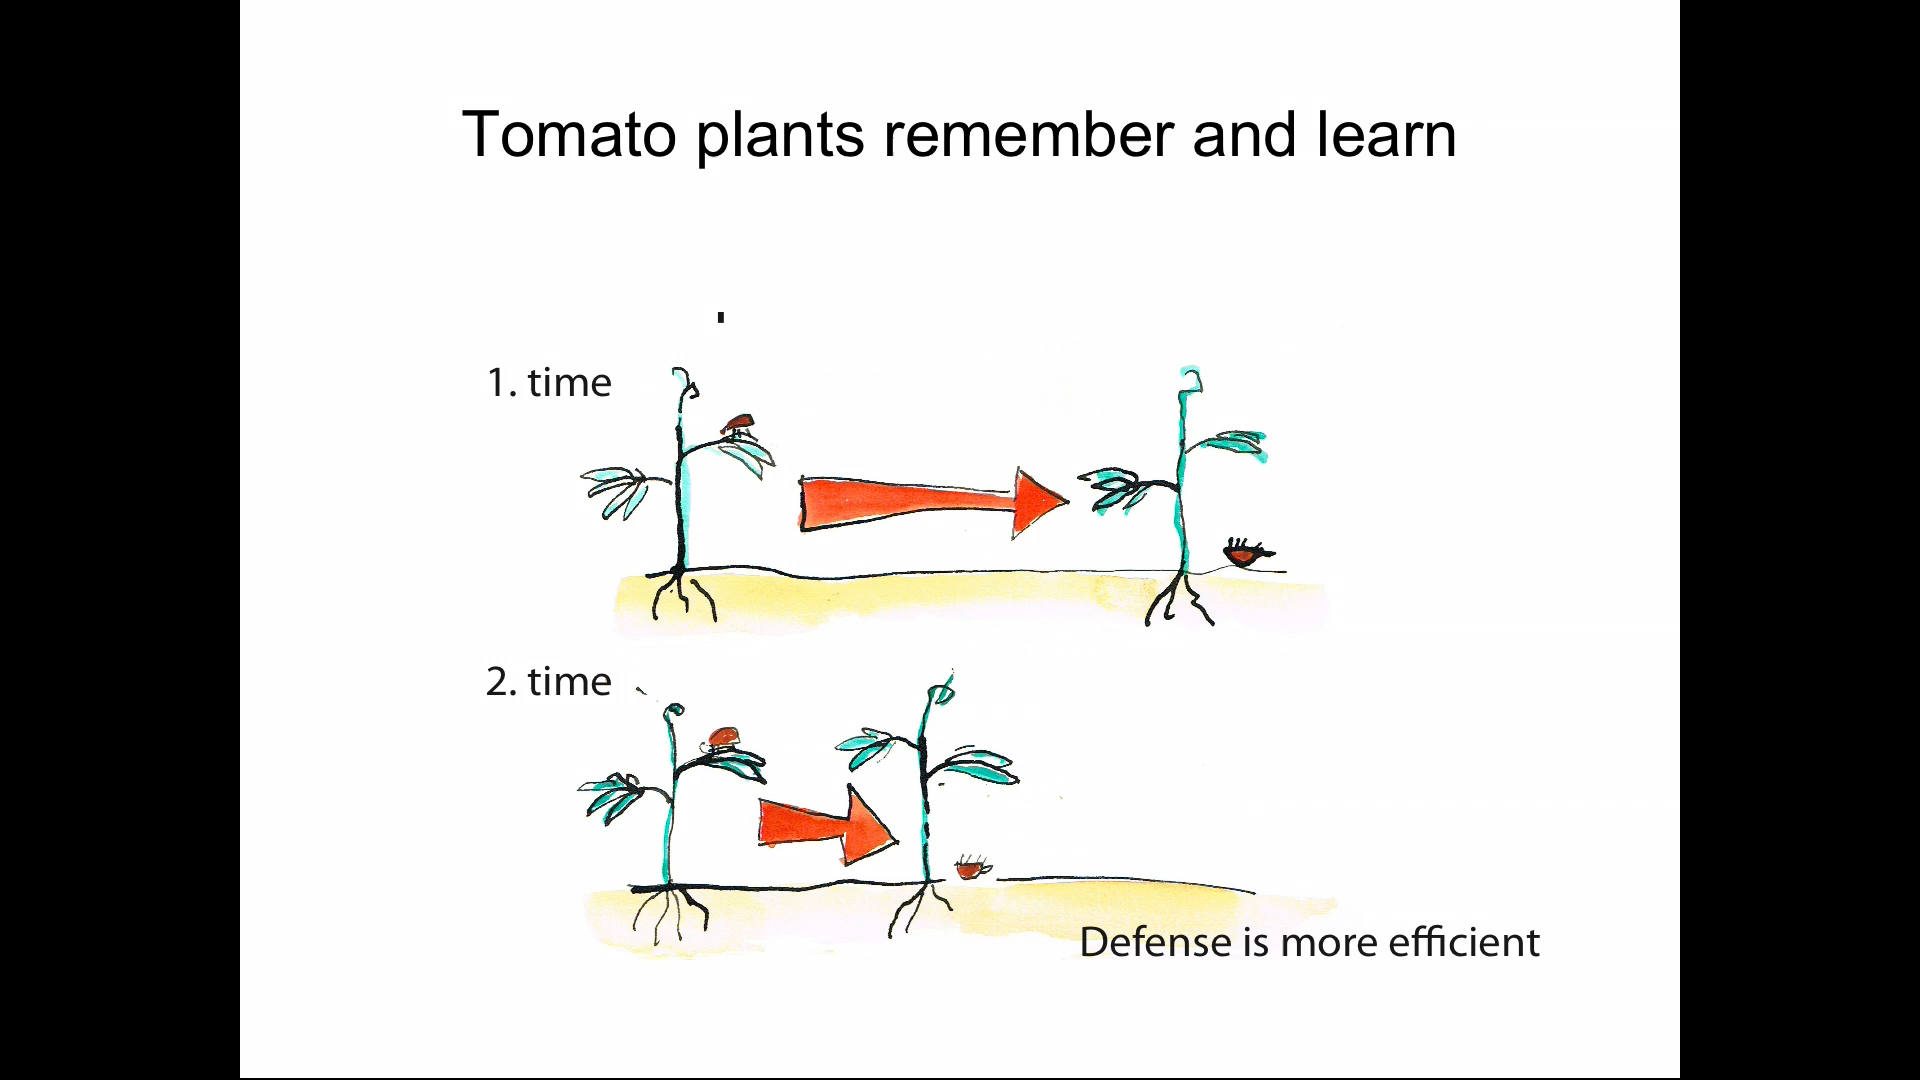 Tomato plants remember and learn
1. time
2. time
Defense is more efficient